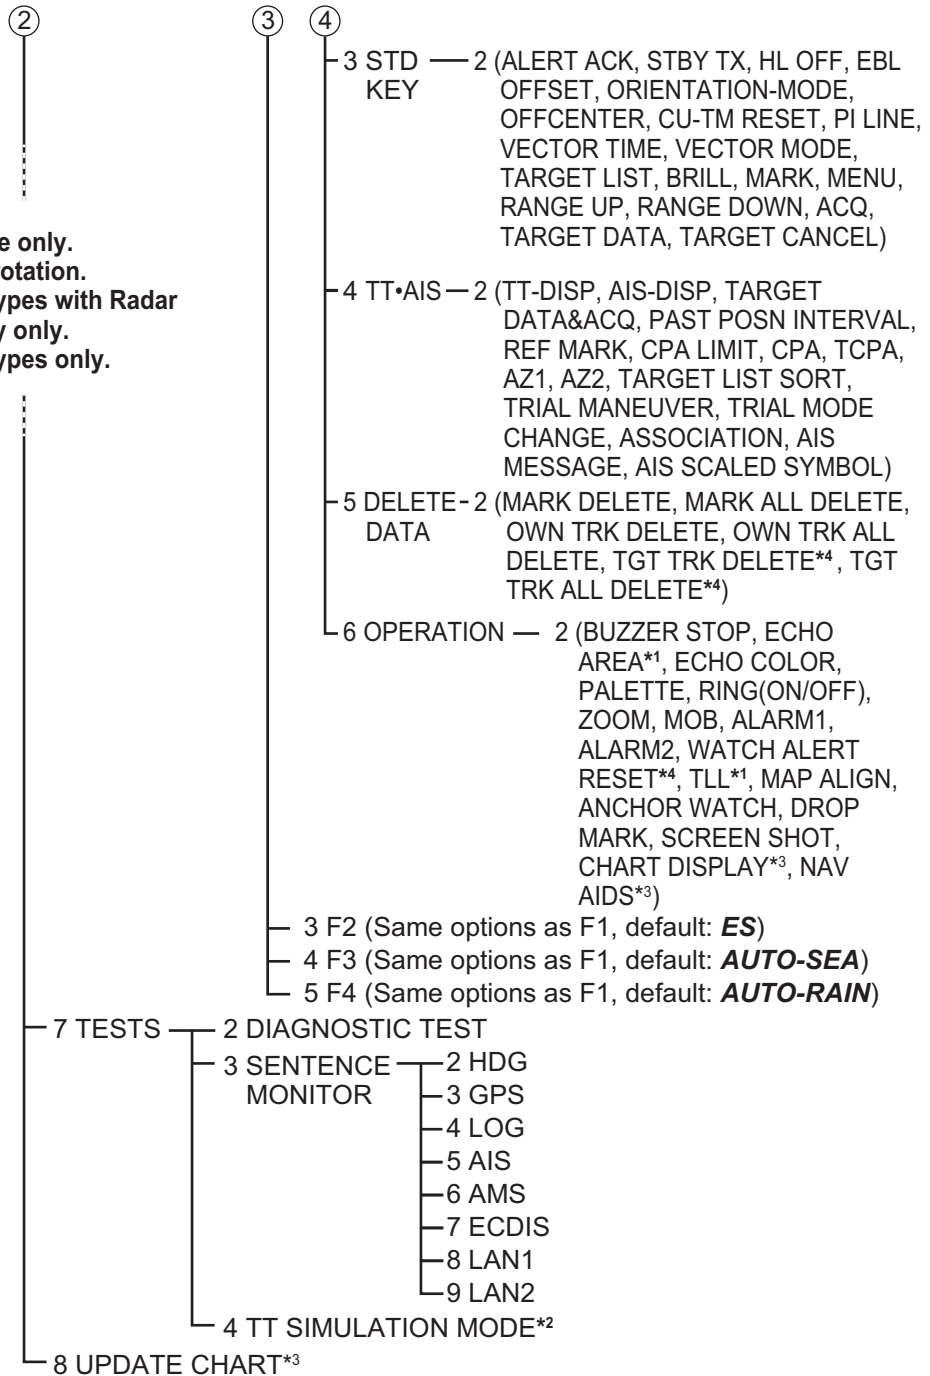 ② ③ ④
3 STD KEY
2 (ALERT ACK, STBY TX, HL OFF, EBL
OFFSET, ORIENTATION-MODE,
OFFCENTER, CU-TM RESET, PI LINE,
VECTOR TIME, VECTOR MODE,
TARGET LIST, BRILL, MARK, MENU,
RANGE UP, RANGE DOWN, ACQ,
TARGET DATA, TARGET CANCEL)
e only.
otation.
ypes with Radar
y only.
ypes only.
4 TT•AIS
2 (TT-DISP, AIS-DISP, TARGET
DATA&ACQ, PAST POSN INTERVAL,
REF MARK, CPA LIMIT, CPA, TCPA,
AZ1, AZ2, TARGET LIST SORT,
TRIAL MANEUVER, TRIAL MODE
CHANGE, ASSOCIATION, AIS
MESSAGE, AIS SCALED SYMBOL)
5 DELETE DATA
2 (MARK DELETE, MARK ALL DELETE,
OWN TRK DELETE, OWN TRK ALL
DELETE, TGT TRK DELETE*4 , TGT
TRK ALL DELETE*4)
6 OPERATION
2 (BUZZER STOP, ECHO
AREA*1, ECHO COLOR,
PALETTE, RING(ON/OFF),
ZOOM, MOB, ALARM1,
ALARM2, WATCH ALERT
RESET*4, TLL*1, MAP ALIGN,
ANCHOR WATCH, DROP
MARK, SCREEN SHOT,
CHART DISPLAY*3, NAV
AIDS*3)
3 F2 (Same options as F1, default: ES)
4 F3 (Same options as F1, default: AUTO-SEA)
5 F4 (Same options as F1, default: AUTO-RAIN)
7 TESTS
2 DIAGNOSTIC TEST
3 SENTENCE
MONITOR
2 HDG
3 GPS
4 LOG
5 AIS
6 AMS
7 ECDIS
8 LAN1
9 LAN2
4 TT SIMULATION MODE*2
8 UPDATE CHART*3